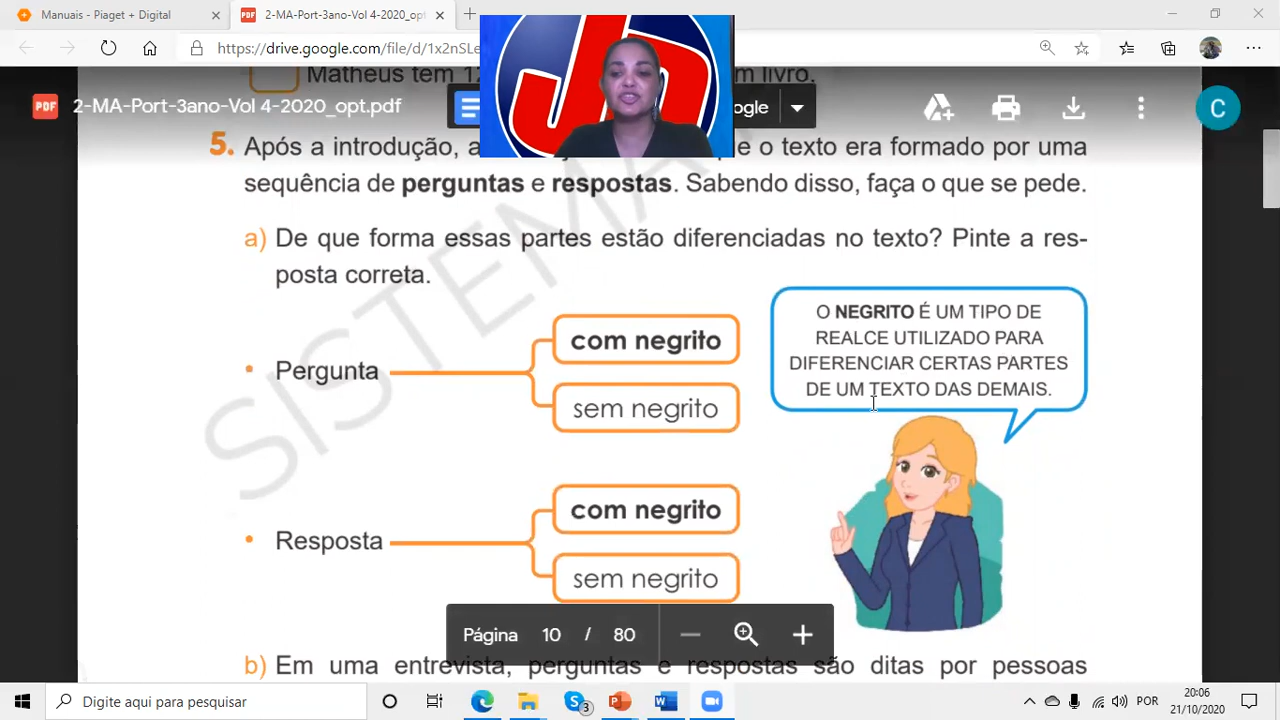 Manuais - Piaget + Digital
2-MA-Port-3ano-Vol 4-2020_opt
https://drive.google.com/file/d/1x2nSLe
Matheus tem 12 m livro.
PDF 2-MA-Port-3ano-Vol 4-2020_opt.pdf ogle C
5. Após a introdução, a e o texto era formado por uma
sequência de perguntas e respostas. Sabendo disso, faça o que se pede.
a) De que forma essas partes estão diferenciadas no texto? Pinte a res-
posta correta.
• Pergunta
com negrito
sem negrito
O NEGRITO É UM TIPO DE
REALCE UTILIZADO PARA
DIFERENCIAR CERTAS PARTES
DE UM TEXTO DAS DEMAIS.
• Resposta
com negrito
sem negrito
SISTEMA
Página 10 / 80
b) Em uma entrevista, perguntas e respostas são ditas por pessoas
Digite aqui para pesquisar
3
POR
20:06
21/10/2020